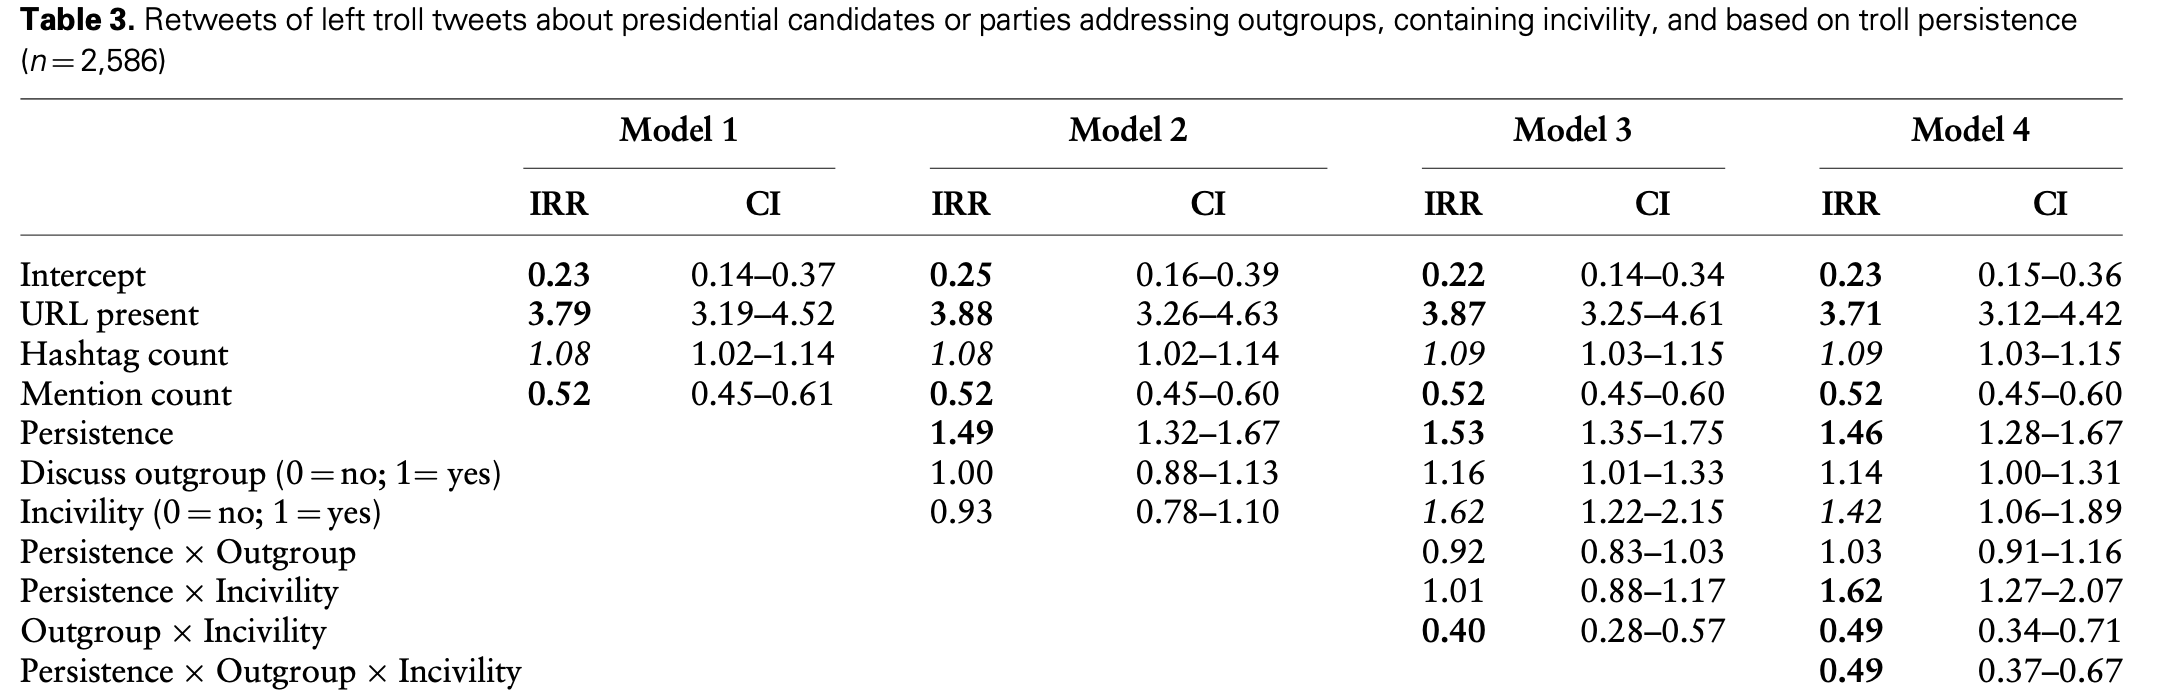 Table 3. Retweets of left troll tweets about presidential candidates or parties addressing outgroups, containing incivility, and based on troll persistence
(n = 2,586)
Model 1 Model 2 Model 3 Model 4
IRR CI IRR CI IRR CI IRR CI
Intercept 0.23 0.14–0.37 0.25 0.16–0.39 0.22 0.14–0.34 0.23 0.15–0.36
URL present 3.79 3.19–4.52 3.88 3.26–4.63 3.87 3.25–4.61 3.71 3.12–4.42
Hashtag count 1.08 1.02–1.14 1.08 1.02–1.14 1.09 1.03–1.15 1.09 1.03–1.15
Mention count 0.52 0.45–0.61 0.52 0.45–0.60 0.52 0.45–0.60 0.52 0.45–0.60
Persistence 1.49 1.32–1.67 1.53 1.35–1.75 1.46 1.28–1.67
Discuss outgroup (0 = no; 1= yes) 1.00 0.88–1.13 1.16 1.01–1.33 1.14 1.00–1.31
Incivility (0 = no; 1 = yes) 0.93 0.78–1.10 1.62 1.22–2.15 1.42 1.06–1.89
Persistence × Outgroup 0.92 0.83–1.03 1.03 0.91–1.16
Persistence × Incivility 1.01 0.88–1.17 1.62 1.27–2.07
Outgroup × Incivility 0.40 0.28–0.57 0.49 0.34–0.71
Persistence × Outgroup × Incivility 0.49 0.37–0.67